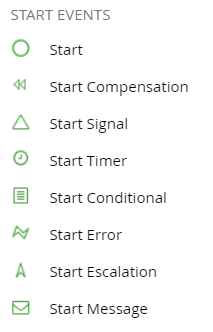 START EVENTS
Start
Start Compensation
Start Signal
Start Timer
Start Conditional
Start Error
Start Escalation
Start Message